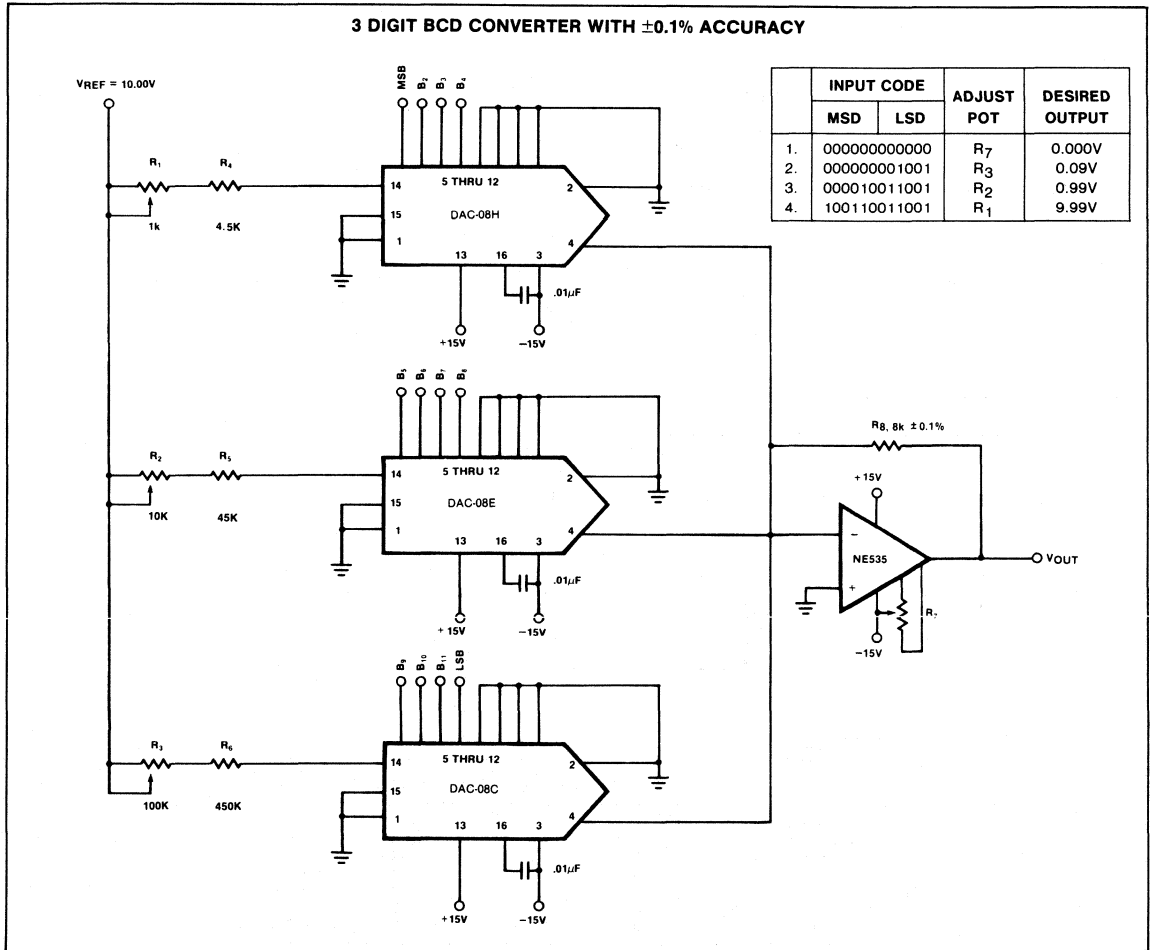 3 DIGIT BCD CONVERTER WITH ±0.1% ACCURACY
VREF = 10.00V
MSB B2 B3 B4
R1 R4
1k 4.5K
14
15
1
5 THRU 12
DAC-08H
2
4
13 16 3
.01μF
+15V −15V
INPUT CODE ADJUST POT DESIRED OUTPUT
MSD LSD
1. 000000000000 R7 0.000V
2. 000000001001 R3 0.09V
3. 000010011001 R2 0.99V
4. 100110011001 R1 9.99V
B5 B6 B7 B8
R2 R5
10K 45K
14
15
1
5 THRU 12
DAC-08E
2
4
13 16 3
.01μF
+15V −15V
R8, 8k ±0.1%
+15V
−
NE535
+
R7
−15V
VOUT
B9 B10 B11 LSB
R3 R6
100K 450K
14
15
1
5 THRU 12
DAC-08C
2
4
13 16 3
.01μF
+15V −15V